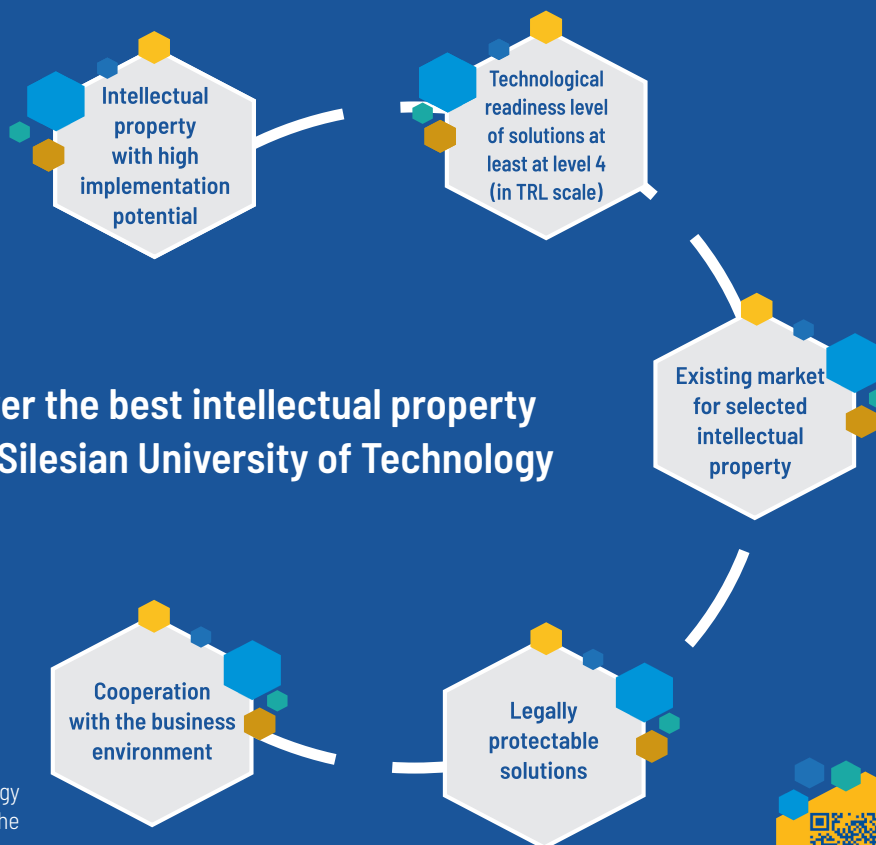 Intellectual
property
with high
implementation
potential
Technological
readiness level
of solutions at
least at level 4
(in TRL scale)
Existing market
for selected
intellectual
property
er the best intellectual property
Silesian University of Technology
Cooperation
with the business
environment
Legally
protectable
solutions
gy
he